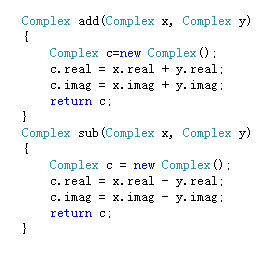 Complex add(Complex x, Complex y)
{
    Complex c=new Complex();
    c.real = x.real + y.real;
    c.imag = x.imag + y.imag;
    return c;
}
Complex sub(Complex x, Complex y)
{
    Complex c = new Complex();
    c.real = x.real - y.real;
    c.imag = x.imag - y.imag;
    return c;
}